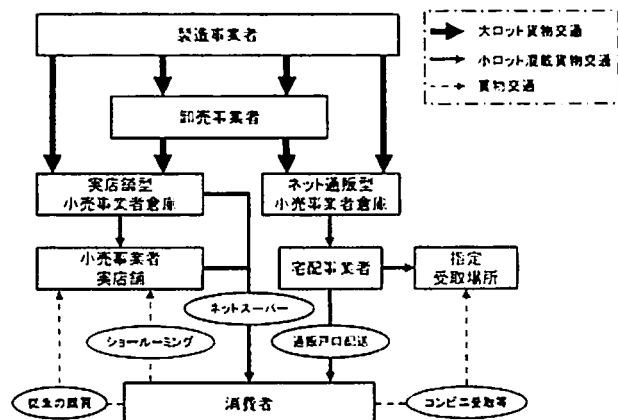 製造事業者
大ロット貨物交通
小ロット混載貨物交通
貨物交通
卸売事業者
実店舗型
小売事業者倉庫
ネット通販型
小売事業者倉庫
小売事業者
実店舗
宅配事業者
指定
受取場所
ネットスーパー
ショールーミング
通販戸口配送
従来の購買
消費者
コンビニ受取等